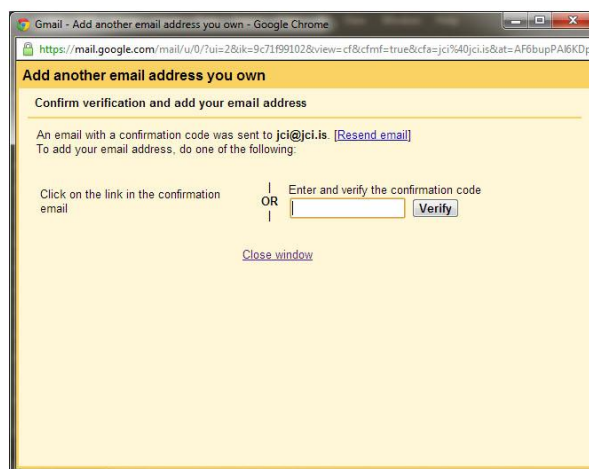 Gmail - Add another email address you own - Google Chrome
https://mail.google.com/mail/u/0/?ui=2&ik=9c71f99102&view=cf&cfmf=true&cfa=jci%40jci.is&at=AF6bupPAl6KDp
Add another email address you own
Confirm verification and add your email address
An email with a confirmation code was sent to jci@jci.is. [Resend email]
To add your email address, do one of the following:
Click on the link in the confirmation
email
|
OR
|
Enter and verify the confirmation code
Verify
Close window